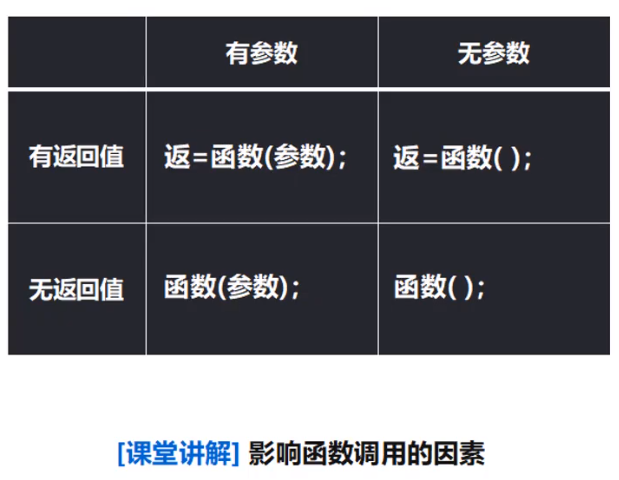 有参数 无参数
有返回值 返=函数(参数); 返=函数( );
无返回值 函数(参数); 函数( );
[课堂讲解] 影响函数调用的因素